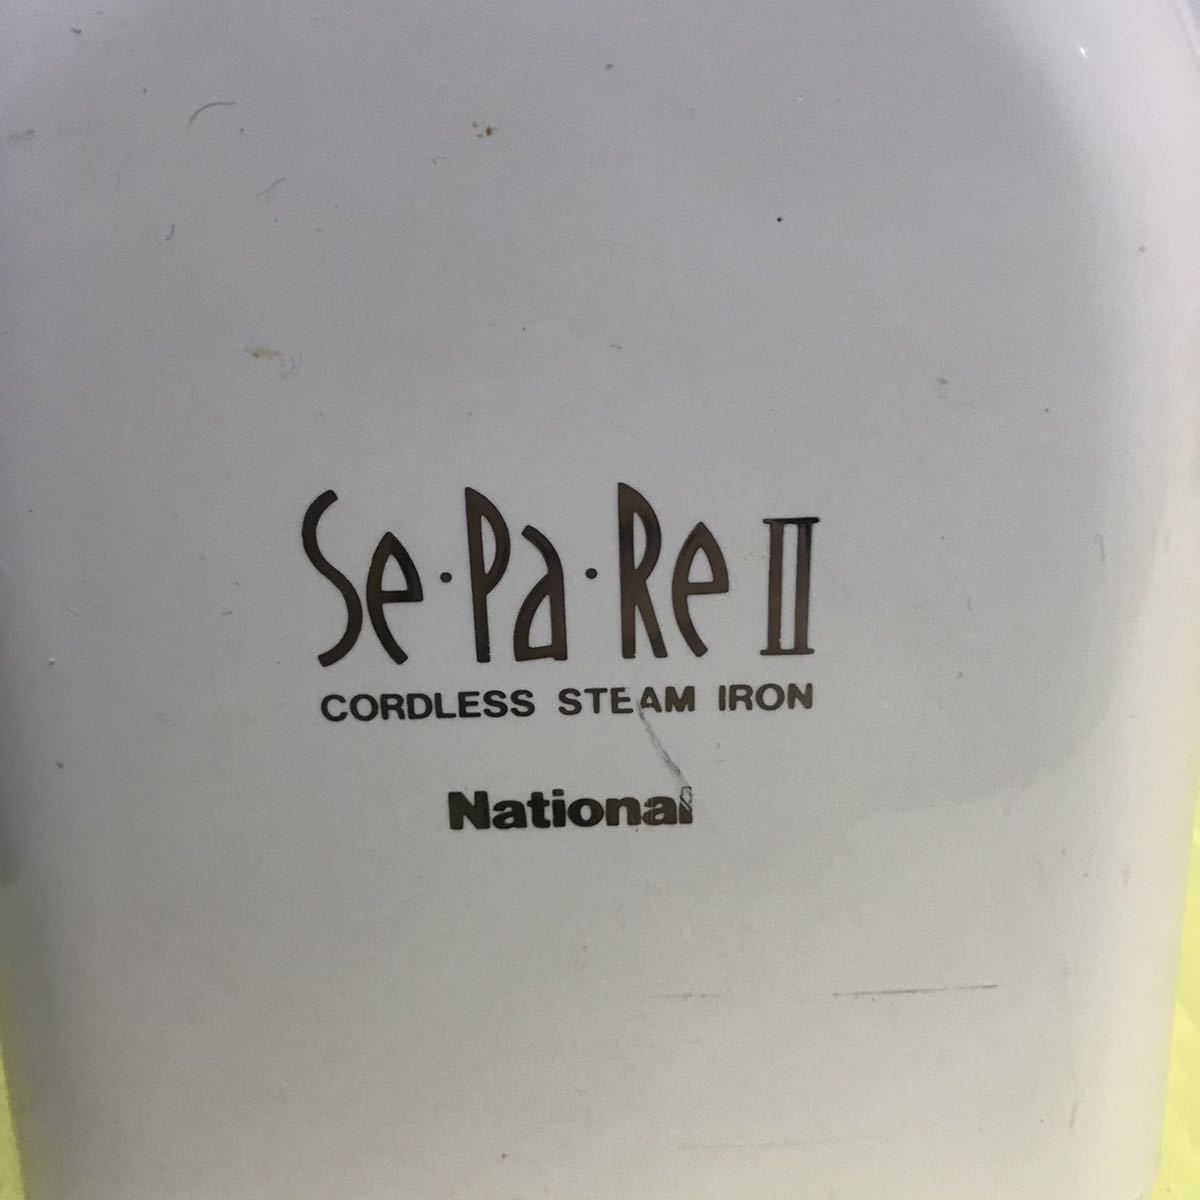 Se·Pa·Re II
CORDLESS STEAM IRON
National